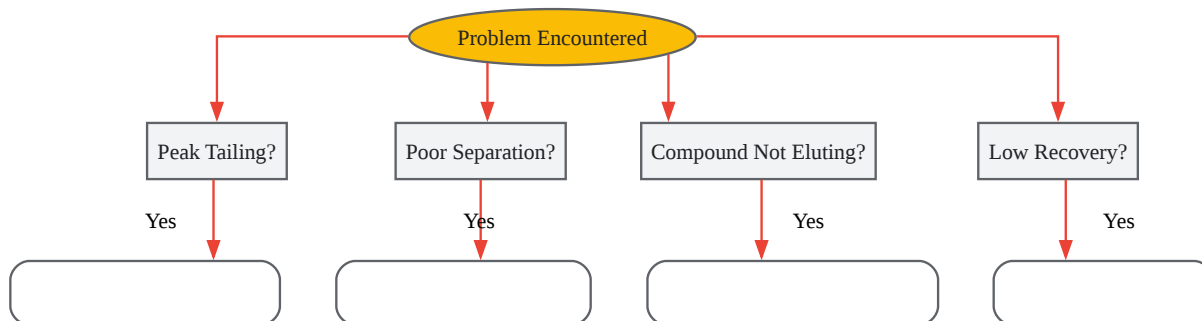 Problem Encountered
Peak Tailing?
Poor Separation?
Compound Not Eluting?
Low Recovery?
Yes
Yes
Yes
Yes